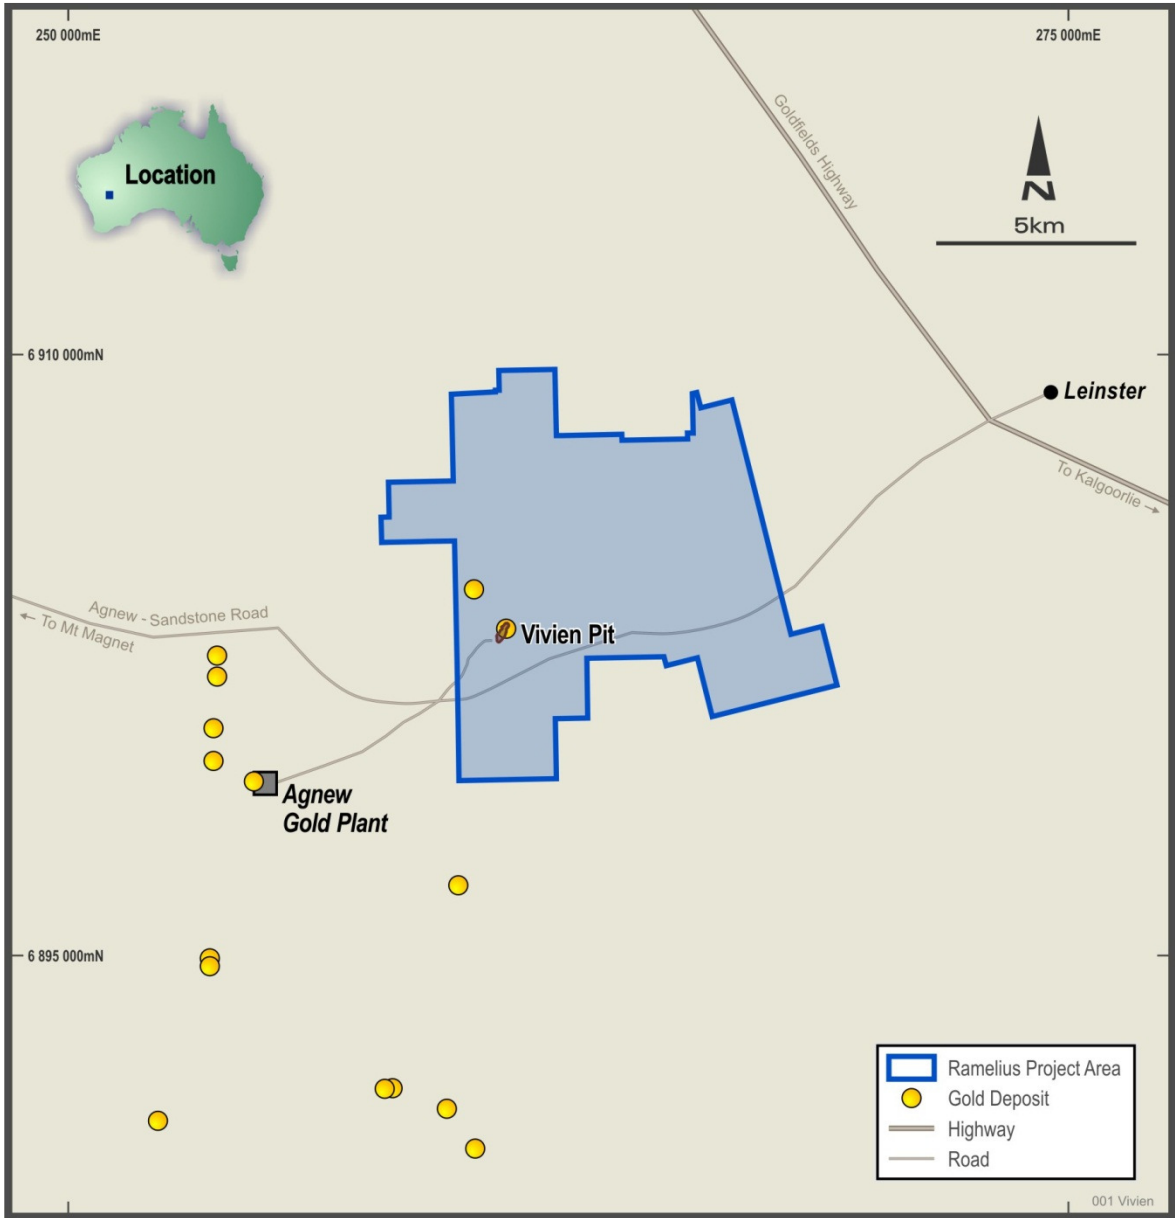 250 000mE
275 000mE
Goldfields Highway
Location
N
5km
6 910 000mN
Leinster
To Kalgoorlie →
Agnew - Sandstone Road
← To Mt Magnet
Vivien Pit
Agnew
Gold Plant
6 895 000mN
Ramelius Project Area
Gold Deposit
Highway
Road
001 Vivien